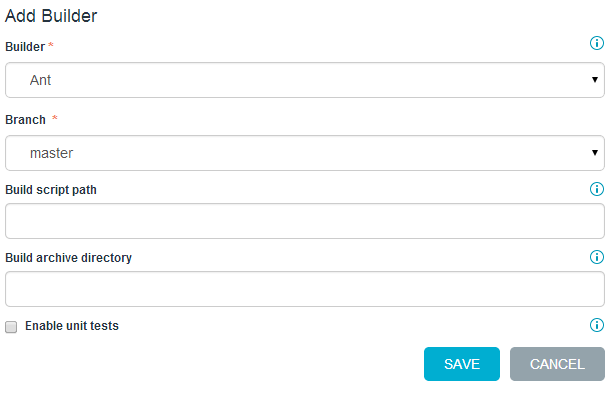 Add Builder
Builder *
Ant
Branch *
master
Build script path
Build archive directory
Enable unit tests
SAVE CANCEL